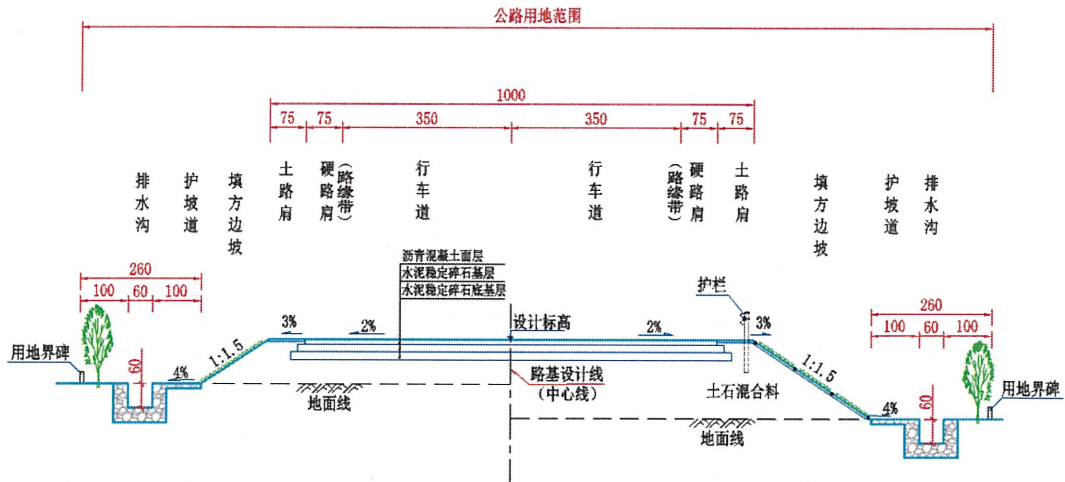 公路用地范围
1000
75 75 350 350 75 75
排水沟
护坡道
填方边坡
土路肩
硬路肩
(路缘带)
行车道
行车道
(路缘带)
硬路肩
土路肩
填方边坡
护坡道
排水沟
260
100 60 100
沥青混凝土面层
水泥稳定碎石基层
水泥稳定碎石底基层
护栏
260
100 60 100
3%
2%
设计标高
2%
3%
用地界碑
60
4%
1:1.5
地面线
路基设计线
(中心线)
土石混合料
1:1.5
地面线
4%
60
用地界碑